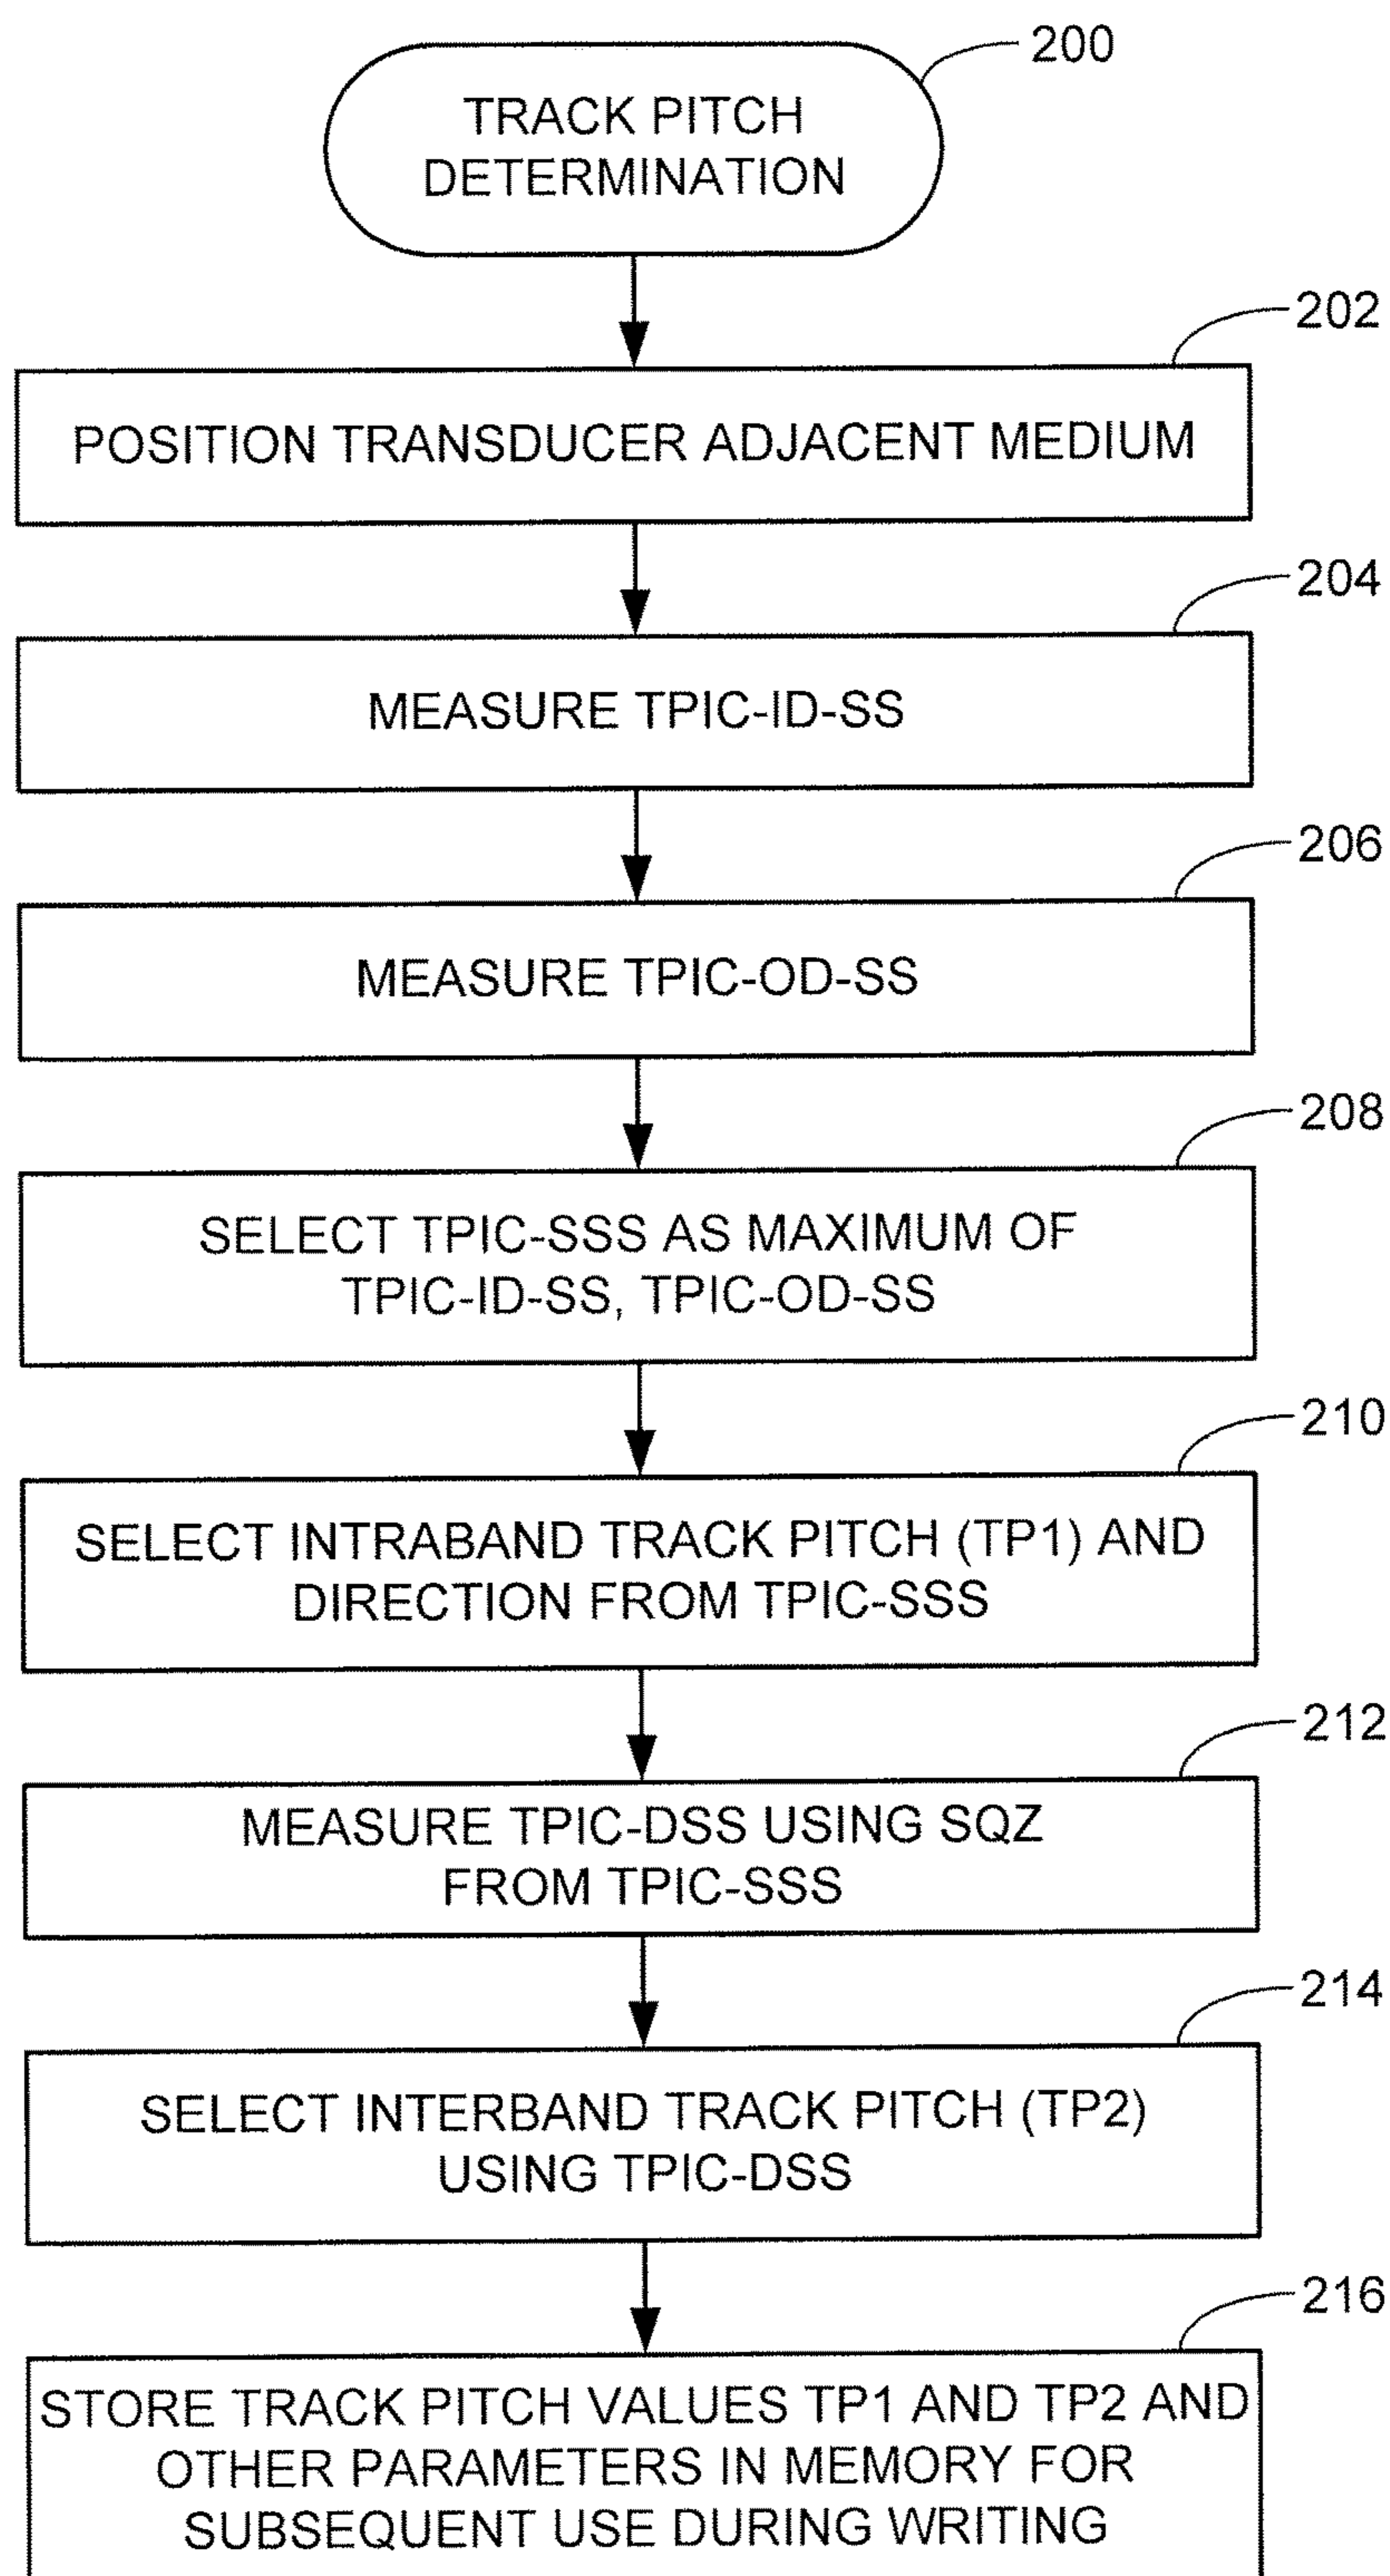 200
TRACK PITCH
DETERMINATION
202
POSITION TRANSDUCER ADJACENT MEDIUM
204
MEASURE TPIC-ID-SS
206
MEASURE TPIC-OD-SS
208
SELECT TPIC-SSS AS MAXIMUM OF
TPIC-ID-SS, TPIC-OD-SS
210
SELECT INTRABAND TRACK PITCH (TP1) AND
DIRECTION FROM TPIC-SSS
212
MEASURE TPIC-DSS USING SQZ
FROM TPIC-SSS
214
SELECT INTERBAND TRACK PITCH (TP2)
USING TPIC-DSS
216
STORE TRACK PITCH VALUES TP1 AND TP2 AND
OTHER PARAMETERS IN MEMORY FOR
SUBSEQUENT USE DURING WRITING